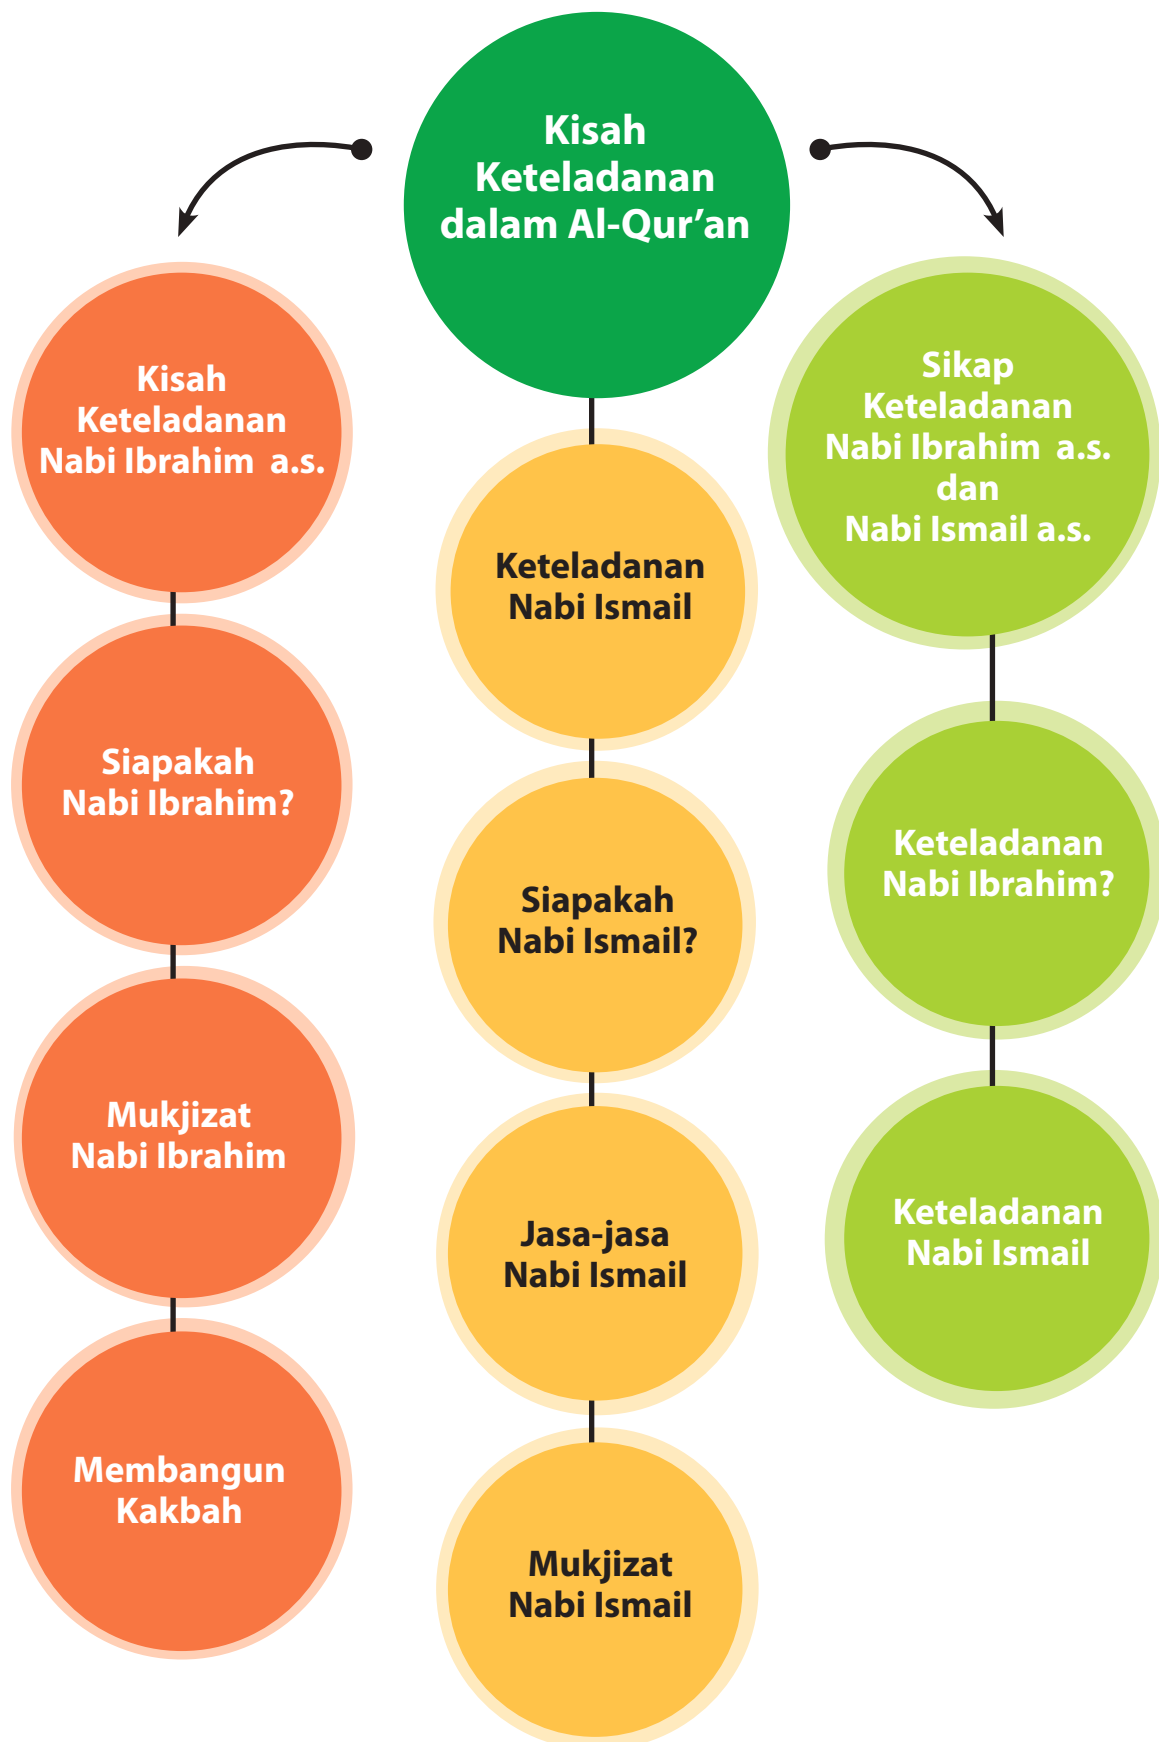 Kisah
Keteladanan
dalam Al-Qur’an
Kisah
Keteladanan
Nabi Ibrahim a.s.
Siapakah
Nabi Ibrahim?
Mukjizat
Nabi Ibrahim
Membangun
Kakbah
Keteladanan
Nabi Ismail
Siapakah
Nabi Ismail?
Jasa-jasa
Nabi Ismail
Mukjizat
Nabi Ismail
Sikap
Keteladanan
Nabi Ibrahim a.s.
dan
Nabi Ismail a.s.
Keteladanan
Nabi Ibrahim?
Keteladanan
Nabi Ismail